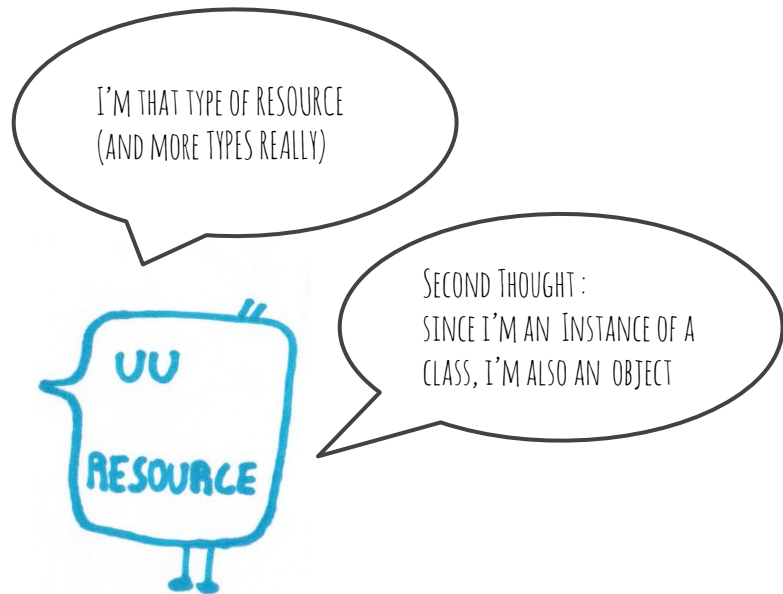 I'M THAT TYPE OF RESOURCE
(AND MORE TYPES REALLY)
SECOND THOUGHT :
SINCE I'M AN INSTANCE OF A
CLASS, I'M ALSO AN OBJECT
RESOURCE